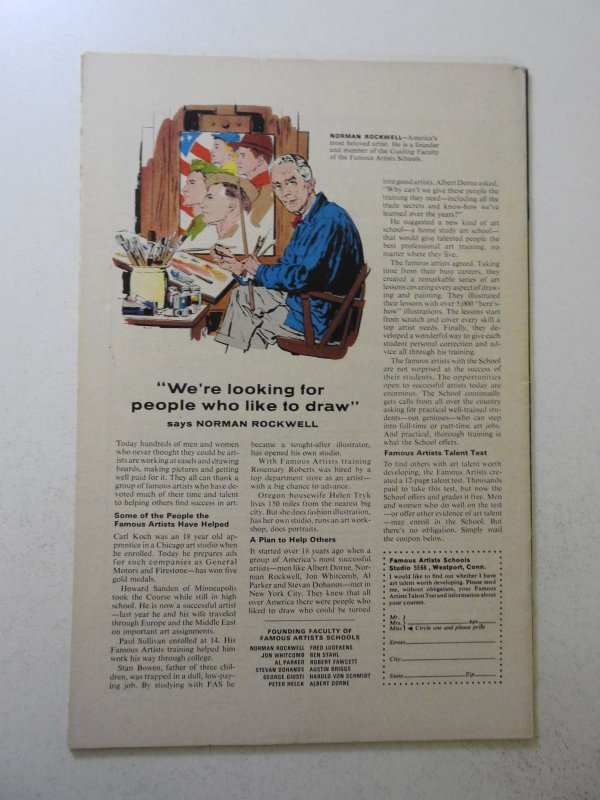 NORMAN ROCKWELL—America's
most beloved artist. He is a founder
and member of the Guiding Faculty
of the Famous Artists Schools.
"We're looking for
people who like to draw"
says NORMAN ROCKWELL
Today hundreds of men and women
who never thought they could be art-
ists are working at easels and drawing
boards, making pictures and getting
well paid for it. They all can thank a
group of famous artists who have de-
voted much of their time and talent
to helping others find success in art.
Some of the People the
Famous Artists Have Helped
Carl Koch was an 18 year old ap-
prentice in a Chicago art studio when
he enrolled. Today he prepares ads
for such companies as General
Motors and Firestone—has won five
gold medals.
Howard Sanden of Minneapolis
took the Course while still in high
school. He is now a successful artist
—last year he and his wife traveled
through Europe and the Middle East
on important art assignments.
Paul Sullivan enrolled at 14. His
Famous Artists training helped him
work his way through college.
Stan Bowen, father of three chil-
dren, was trapped in a dull, low-pay-
ing job. By studying with FAS he
became a sought-after illustrator,
has opened his own studio.
With Famous Artists training
Rosemary Roberts was hired by a
top department store as an artist—
with a big chance to advance.
Oregon housewife Helen Tryk
lives 150 miles from the nearest big
city. But she does fashion illustration,
has her own studio, runs an art work-
shop, does portraits.
A Plan to Help Others
It started over 18 years ago when a
group of America's most successful
artists—men like Albert Dorne, Nor-
man Rockwell, Jon Whitcomb, Al
Parker and Stevan Dohanos—met in
New York City. They knew that all
over America there were people who
liked to draw who could be turned
FOUNDING FACULTY OF
FAMOUS ARTISTS SCHOOLS
NORMAN ROCKWELL FRED LUDEKENS
JON WHITCOMB BEN STAHL
AL PARKER ROBERT FAWCETT
STEVAN DOHANOS AUSTIN BRIGGS
GEORGE GIUSTI HAROLD VON SCHMIDT
PETER HELCK ALBERT DORNE
into good artists. Albert Dorne asked,
"Why can't we give these people the
training they need—including all the
trade secrets and know-how we've
learned over the years?"
He suggested a new kind of art
school—a home study art school—
that would give talented people the
best professional art training, no
matter where they live.
The famous artists agreed. Taking
time from their busy careers, they
created a remarkable series of art
lessons covering every aspect of draw-
ing and painting. They illustrated
their lessons with over 5,000 "here's-
how" illustrations. The lessons start
from scratch and cover every skill a
top artist needs. Finally, they de-
veloped a wonderful way to give each
student personal correction and ad-
vice all through his training.
The famous artists with the School
are not surprised at the success of
their students. The opportunities
open to successful artists today are
enormous. The School continually
gets calls from all over the country
asking for practical well-trained stu-
dents—not geniuses—who can step
into full-time or part-time art jobs.
And practical, thorough training is
what the School offers.
Famous Artists Talent Test
To find others with art talent worth
developing, the Famous Artists cre-
ated a 12-page talent test. Thousands
paid to take this test, but now the
School offers and grades it free. Men
and women who do well on the test
—or offer other evidence of art talent
—may enroll in the School. But
there's no obligation. Simply mail
the coupon below.
Famous Artists Schools
Studio 5566, Westport, Conn.
I would like to find out whether I have
art talent worth developing. Please send
me, without obligation, your Famous
Artists Talent Test and information about
your courses.
Mr.
Mrs. Age
Miss Circle one and please print
Street
City
State Zip